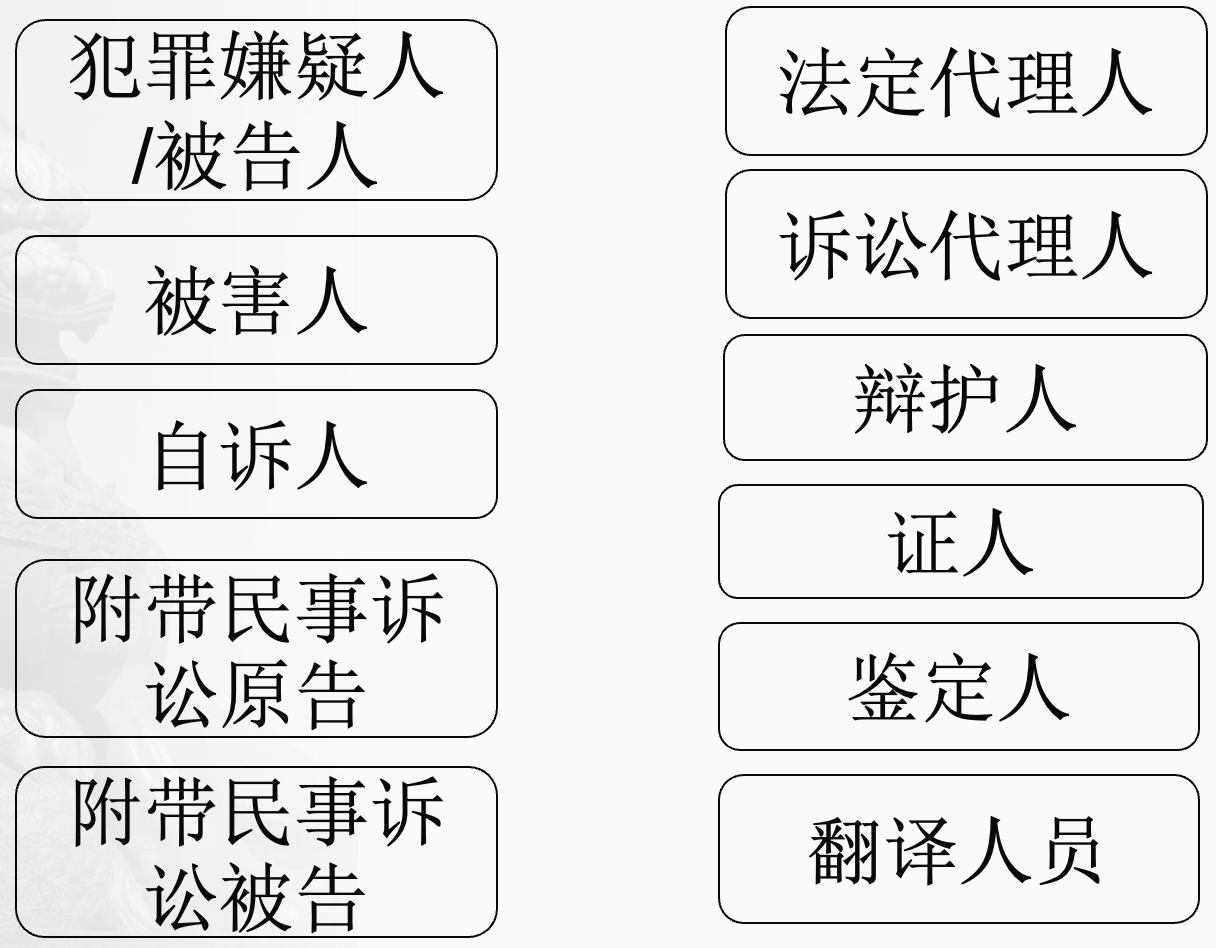 犯罪嫌疑人
/被告人
被害人
自诉人
附带民事诉
讼原告
附带民事诉
讼被告
法定代理人
诉讼代理人
辩护人
证人
鉴定人
翻译人员